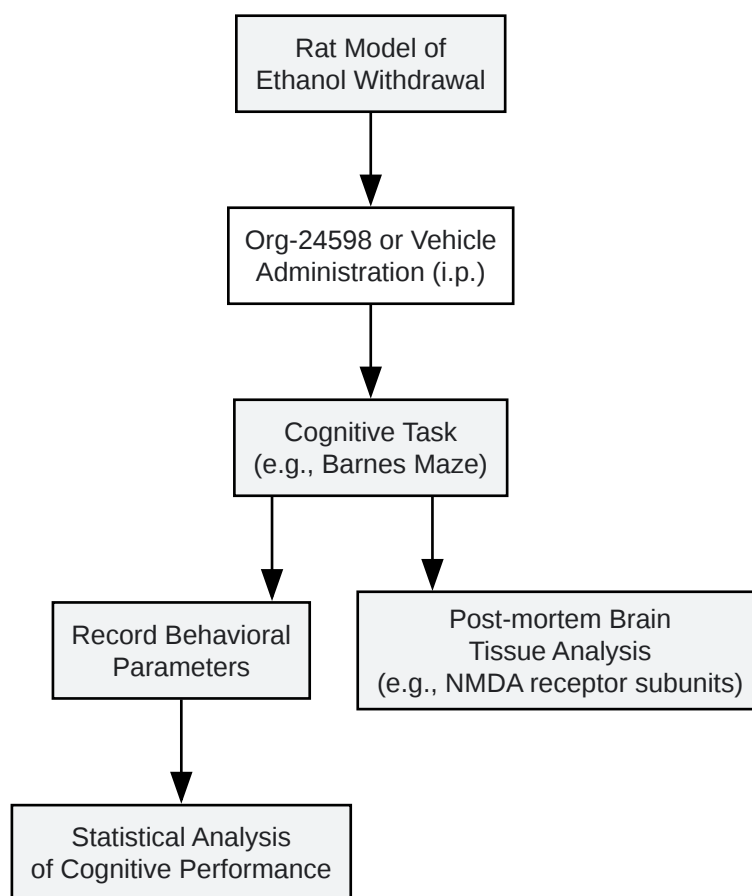 Rat Model of
Ethanol Withdrawal
Org-24598 or Vehicle
Administration (i.p.)
Cognitive Task
(e.g., Barnes Maze)
Record Behavioral
Parameters
Post-mortem Brain
Tissue Analysis
(e.g., NMDA receptor subunits)
Statistical Analysis
of Cognitive Performance